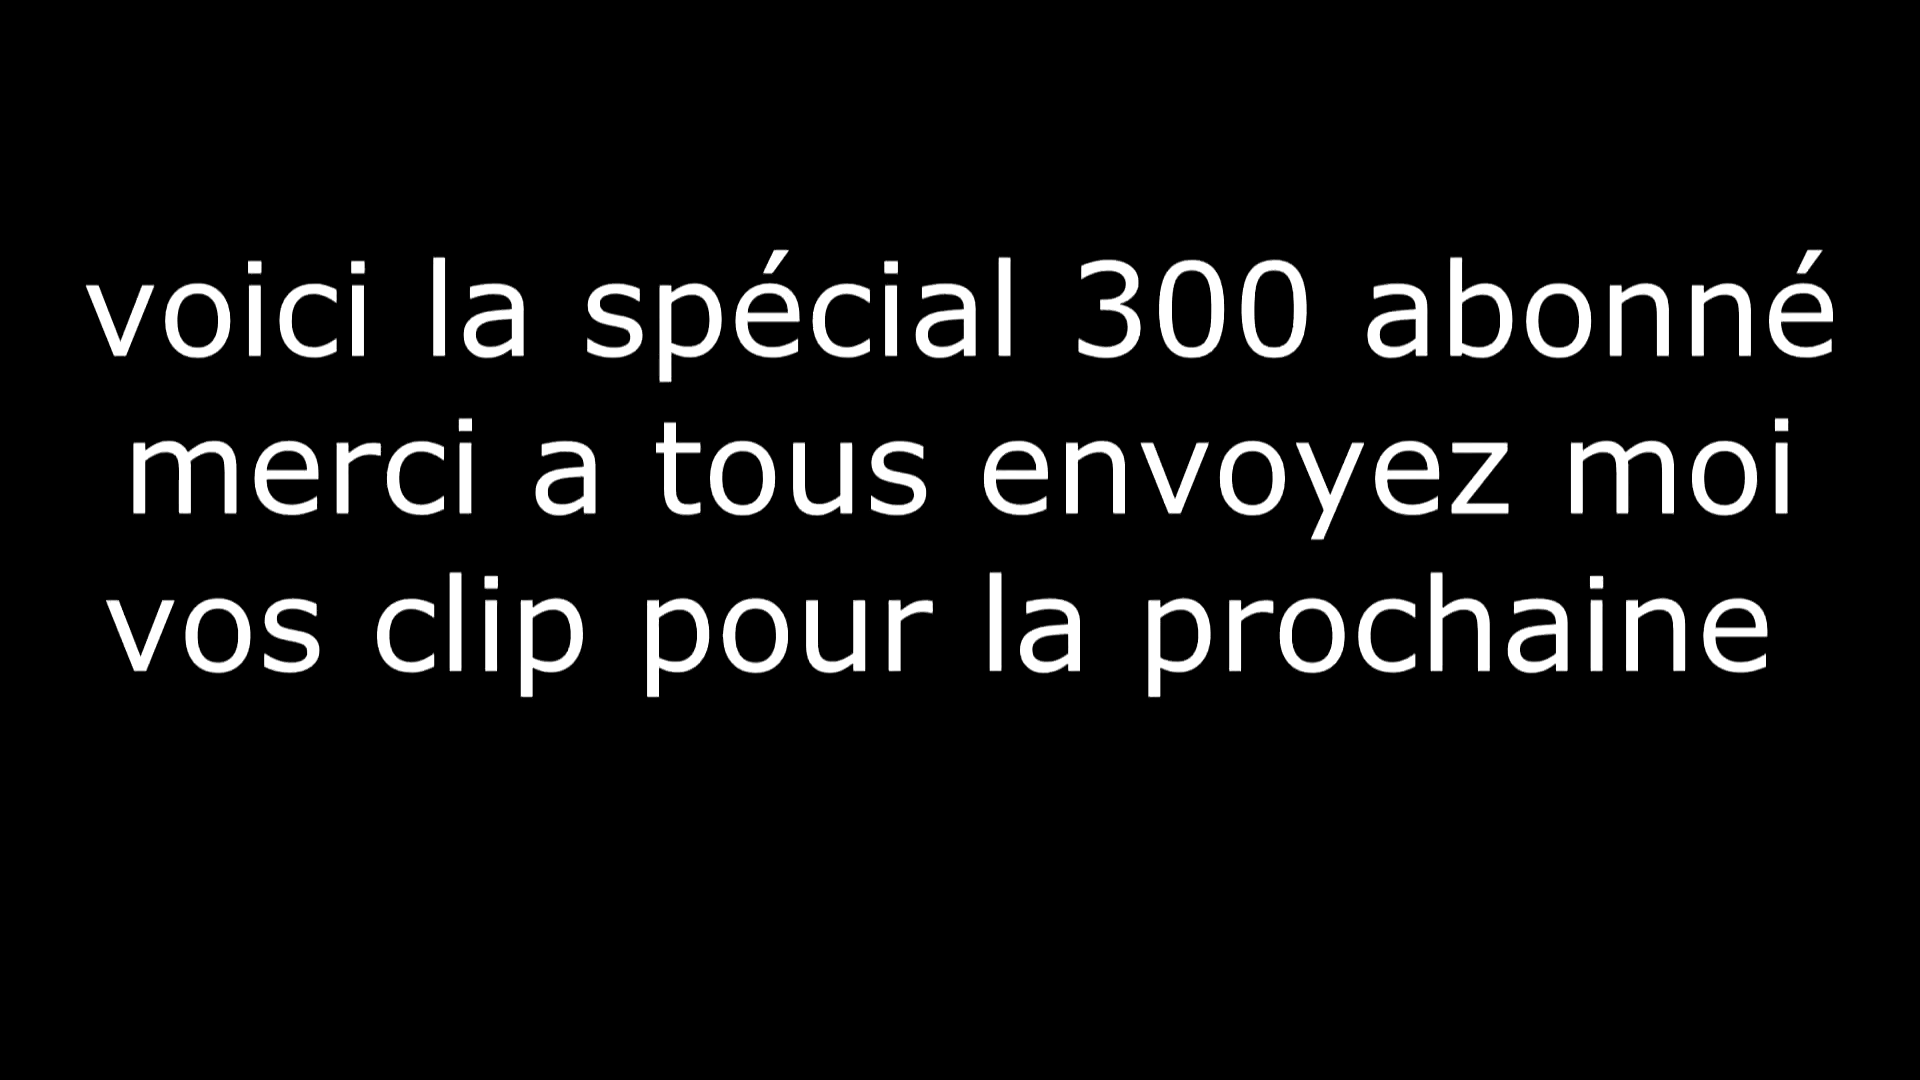 voici la spécial 300 abonné
merci a tous envoyez moi
vos clip pour la prochaine